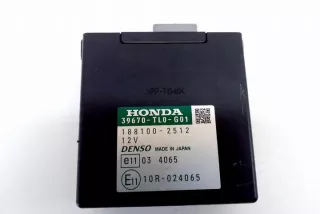 HONDA
39670-TL0-G01
188100-2512
12V
DENSO MADE IN JAPAN
e11 03 4065
E11 10R-024065